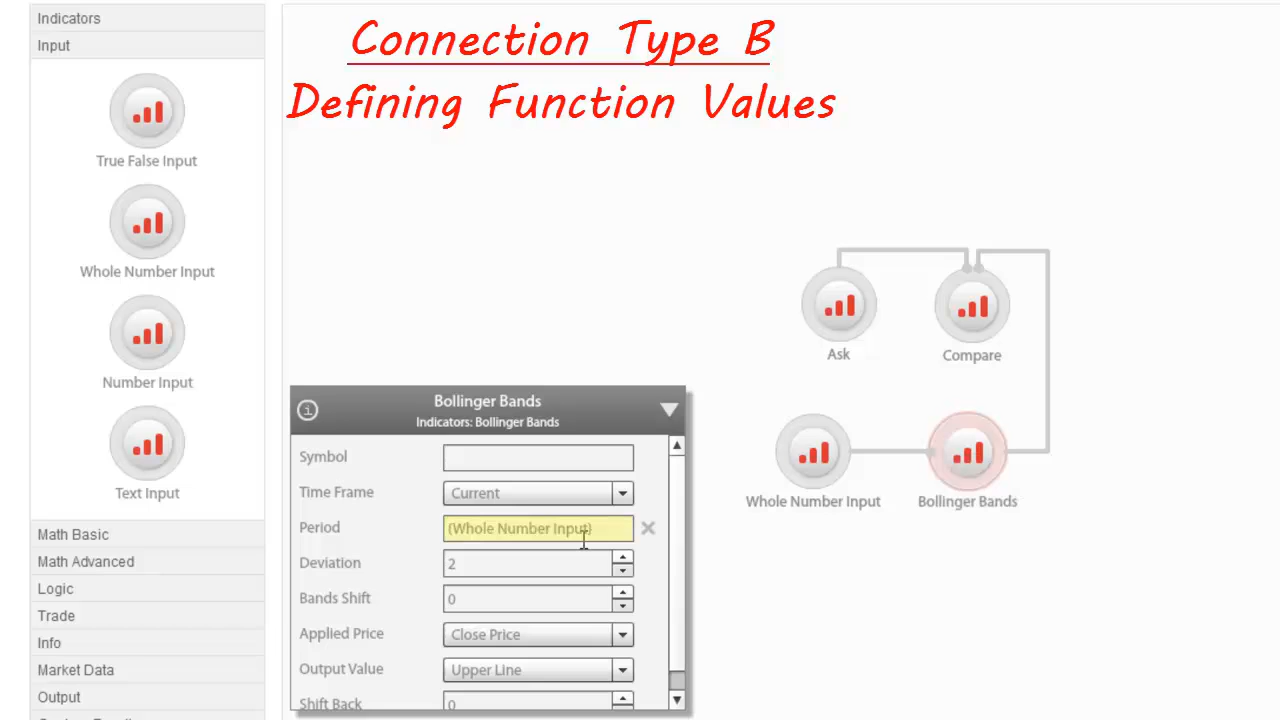 Indicators
Input
True False Input
Whole Number Input
Number Input
Text Input
Math Basic
Math Advanced
Logic
Trade
Info
Market Data
Output
Connection Type B
Defining Function Values
Ask
Compare
Whole Number Input
Bollinger Bands
Bollinger Bands
Indicators: Bollinger Bands
Symbol
Time Frame Current
Period (Whole Number Input)
Deviation 2
Bands Shift 0
Applied Price Close Price
Output Value Upper Line
Shift Back 0